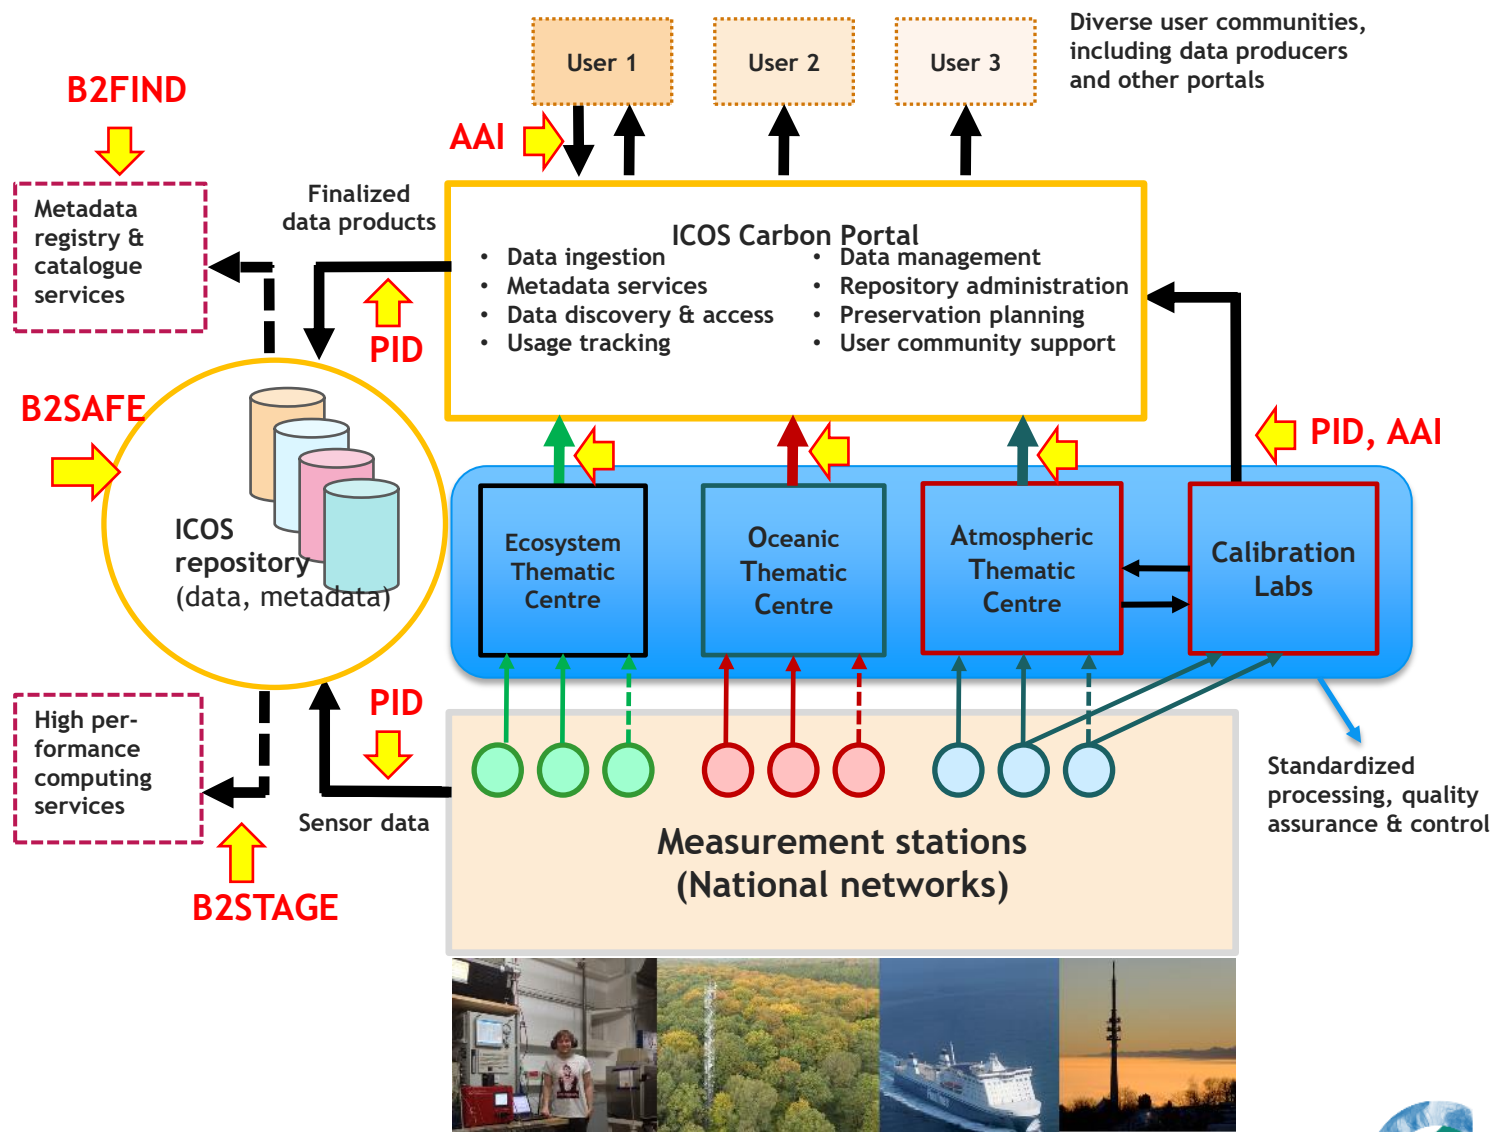 User 1
User 2
User 3
Diverse user communities,
including data producers
and other portals
B2FIND
AAI
Metadata
registry &
catalogue
services
Finalized
data products
PID
ICOS Carbon Portal
• Data ingestion
• Metadata services
• Data discovery & access
• Usage tracking
• Data management
• Repository administration
• Preservation planning
• User community support
B2SAFE
PID, AAI
ICOS
repository
(data, metadata)
Ecosystem
Thematic
Centre
Oceanic
Thematic
Centre
Atmospheric
Thematic
Centre
Calibration
Labs
High per-
formance
computing
services
PID
Sensor data
B2STAGE
Measurement stations
(National networks)
Standardized
processing, quality
assurance & control